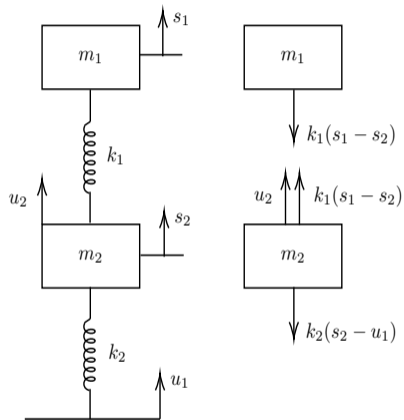 s₁
m₁
k₁
u₂
s₂
m₂
k₂
u₁
m₁
k₁(s₁ − s₂)
u₂
k₁(s₁ − s₂)
m₂
k₂(s₂ − u₁)